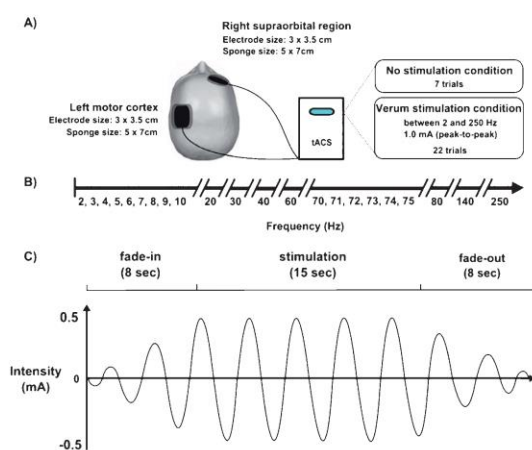 A)
Right supraorbital region
Electrode size: 3 x 3.5 cm
Sponge size: 5 x 7cm
Left motor cortex
Electrode size: 3 x 3.5 cm
Sponge size: 5 x 7cm
tACS
No stimulation condition
7 trials
Verum stimulation condition
between 2 and 250 Hz
1.0 mA (peak-to-peak)
22 trials
B)
2, 3, 4, 5, 6, 7, 8, 9, 10 20 30 40 60 70, 71, 72, 73, 74, 75 80 140 250
Frequency (Hz)
C)
fade-in
(8 sec)
stimulation
(15 sec)
fade-out
(8 sec)
Intensity
(mA)
0.5
0
-0.5